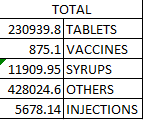 TOTAL
230939.8 TABLETS
875.1 VACCINES
11909.95 SYRUPS
428024.6 OTHERS
5678.14 INJECTIONS